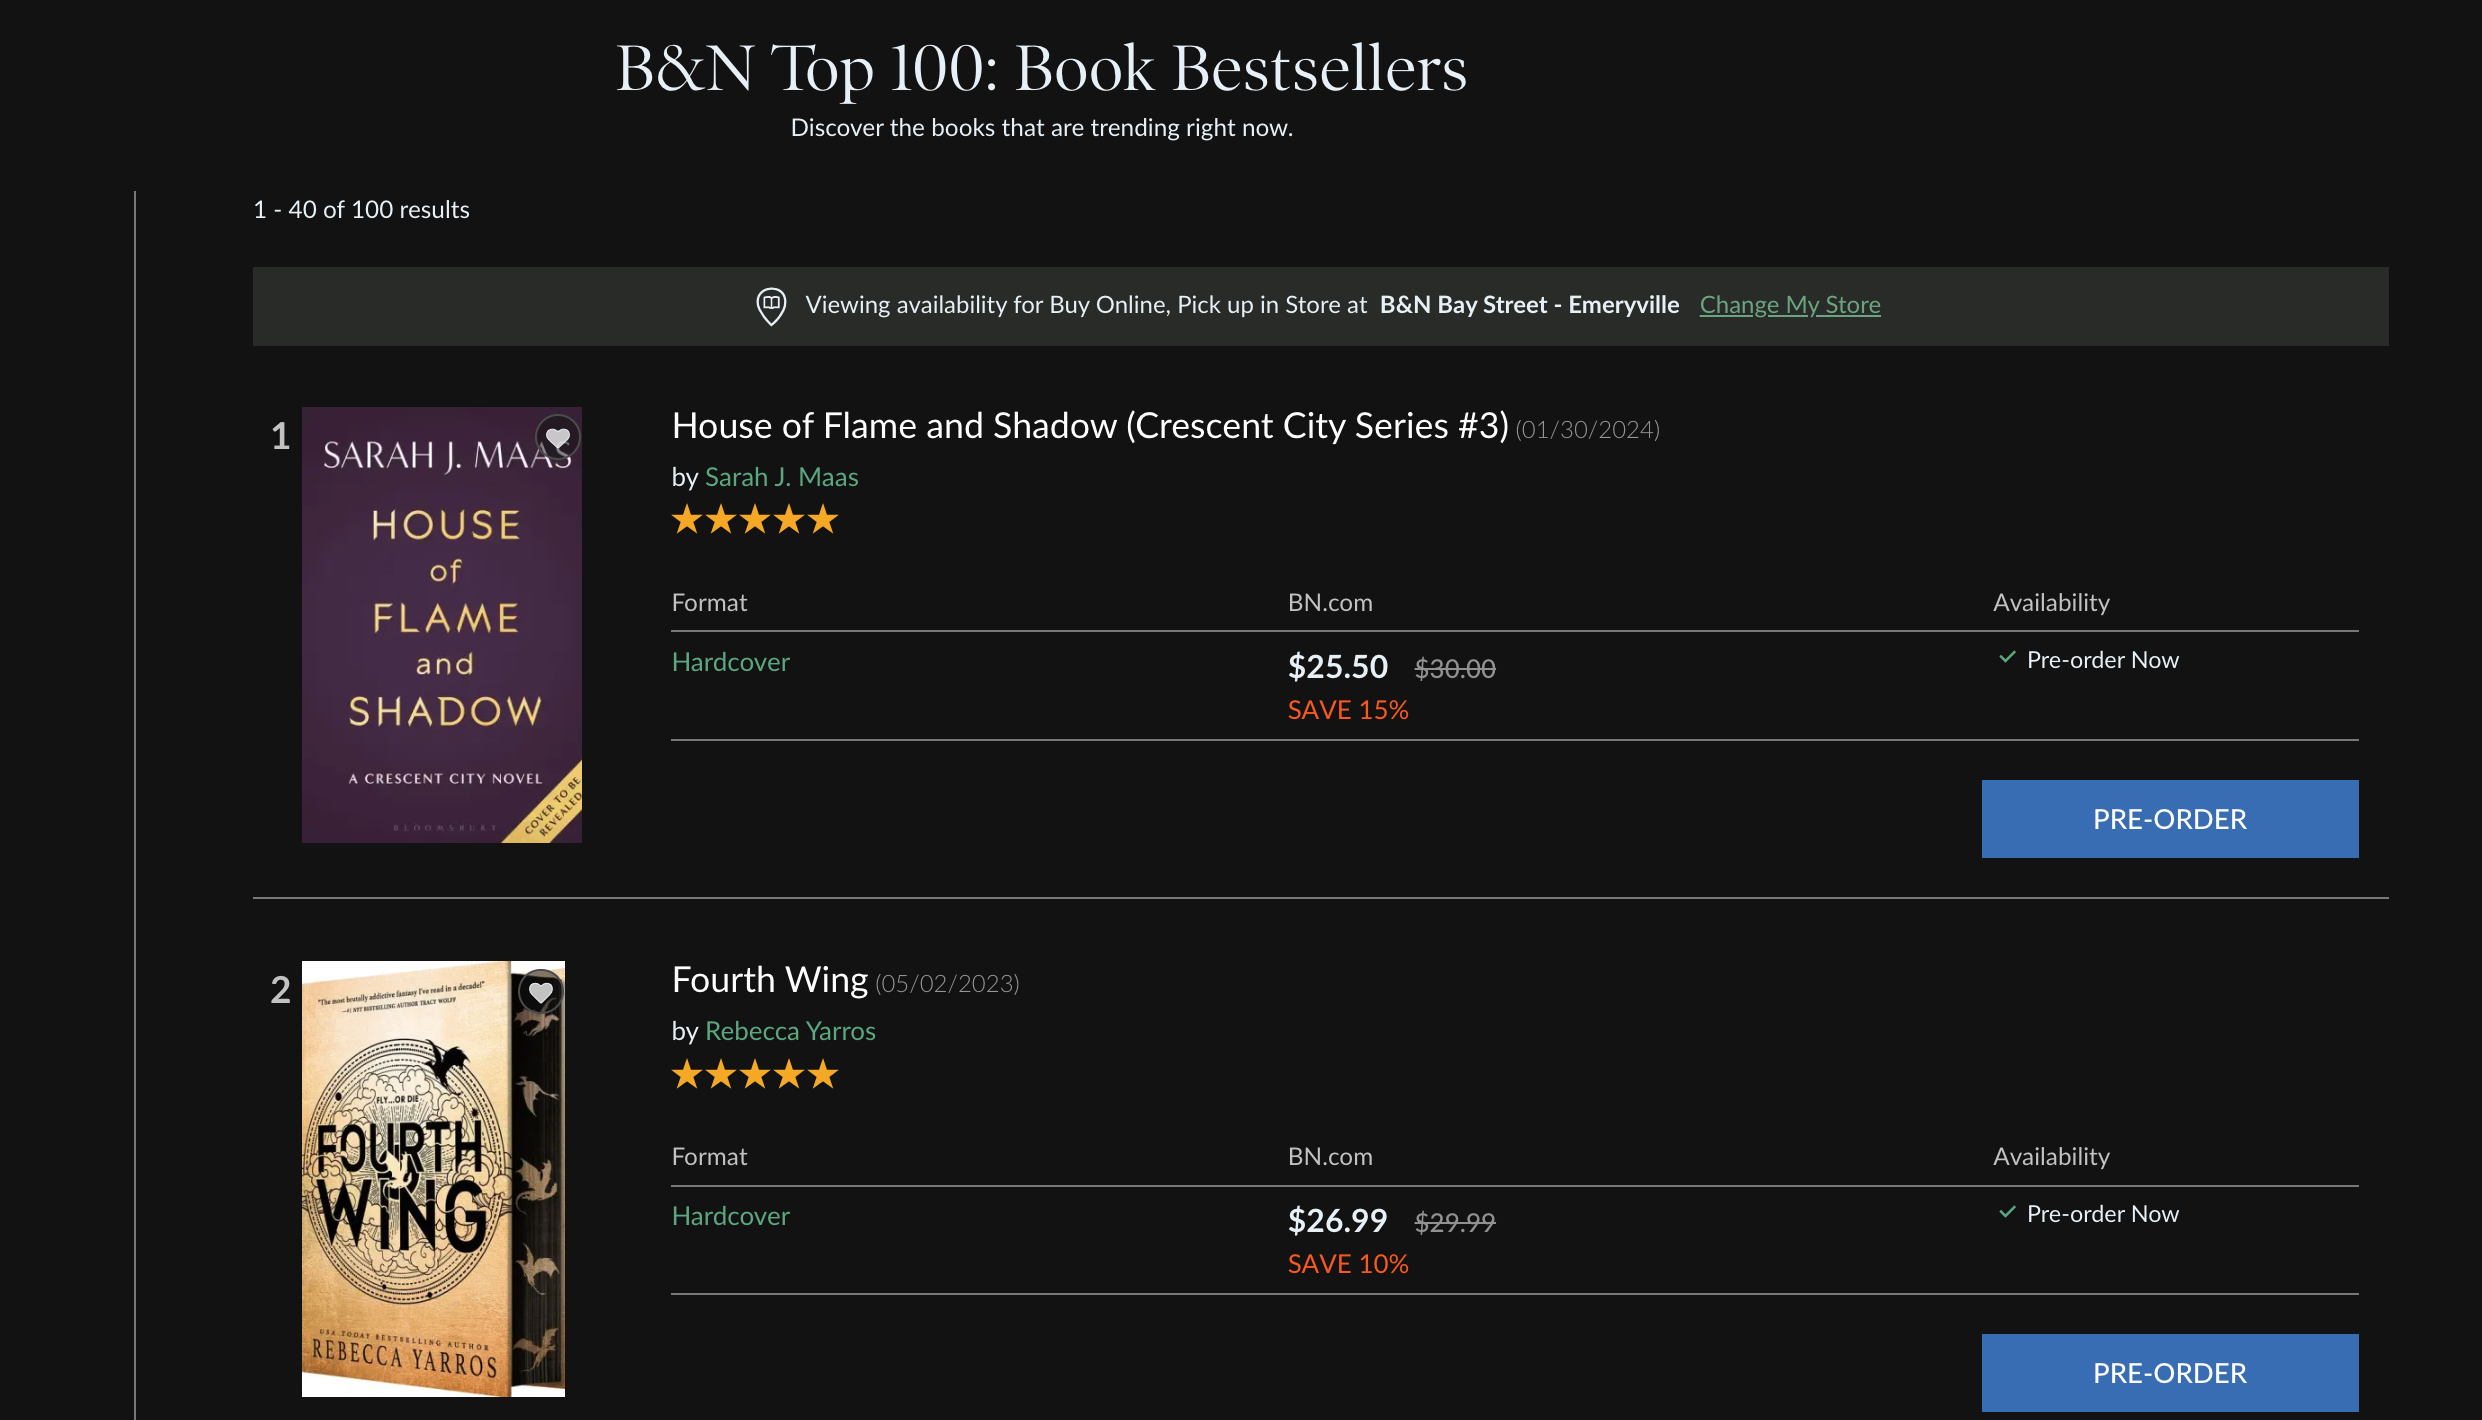 B&N Top 100: Book Bestsellers
Discover the books that are trending right now.
1 - 40 of 100 results
Viewing availability for Buy Online, Pick up in Store at B&N Bay Street - Emeryville Change My Store
1
SARAH J. MAAS
HOUSE
of
FLAME
and
SHADOW
A CRESCENT CITY NOVEL
COVER TO BE
REVEALED
BLOOMSBURY
House of Flame and Shadow (Crescent City Series #3) (01/30/2024)
by Sarah J. Maas
Format BN.com Availability
Hardcover $25.50 $30.00 Pre-order Now
SAVE 15%
PRE-ORDER
2
"The most brutally addictive fantasy I've read in a decade!"
—#1 NYT BESTSELLING AUTHOR TRACY WOLFF
FLY...OR DIE
FOURTH
WING
USA TODAY BESTSELLING AUTHOR
REBECCA YARROS
Fourth Wing (05/02/2023)
by Rebecca Yarros
Format BN.com Availability
Hardcover $26.99 $29.99 Pre-order Now
SAVE 10%
PRE-ORDER